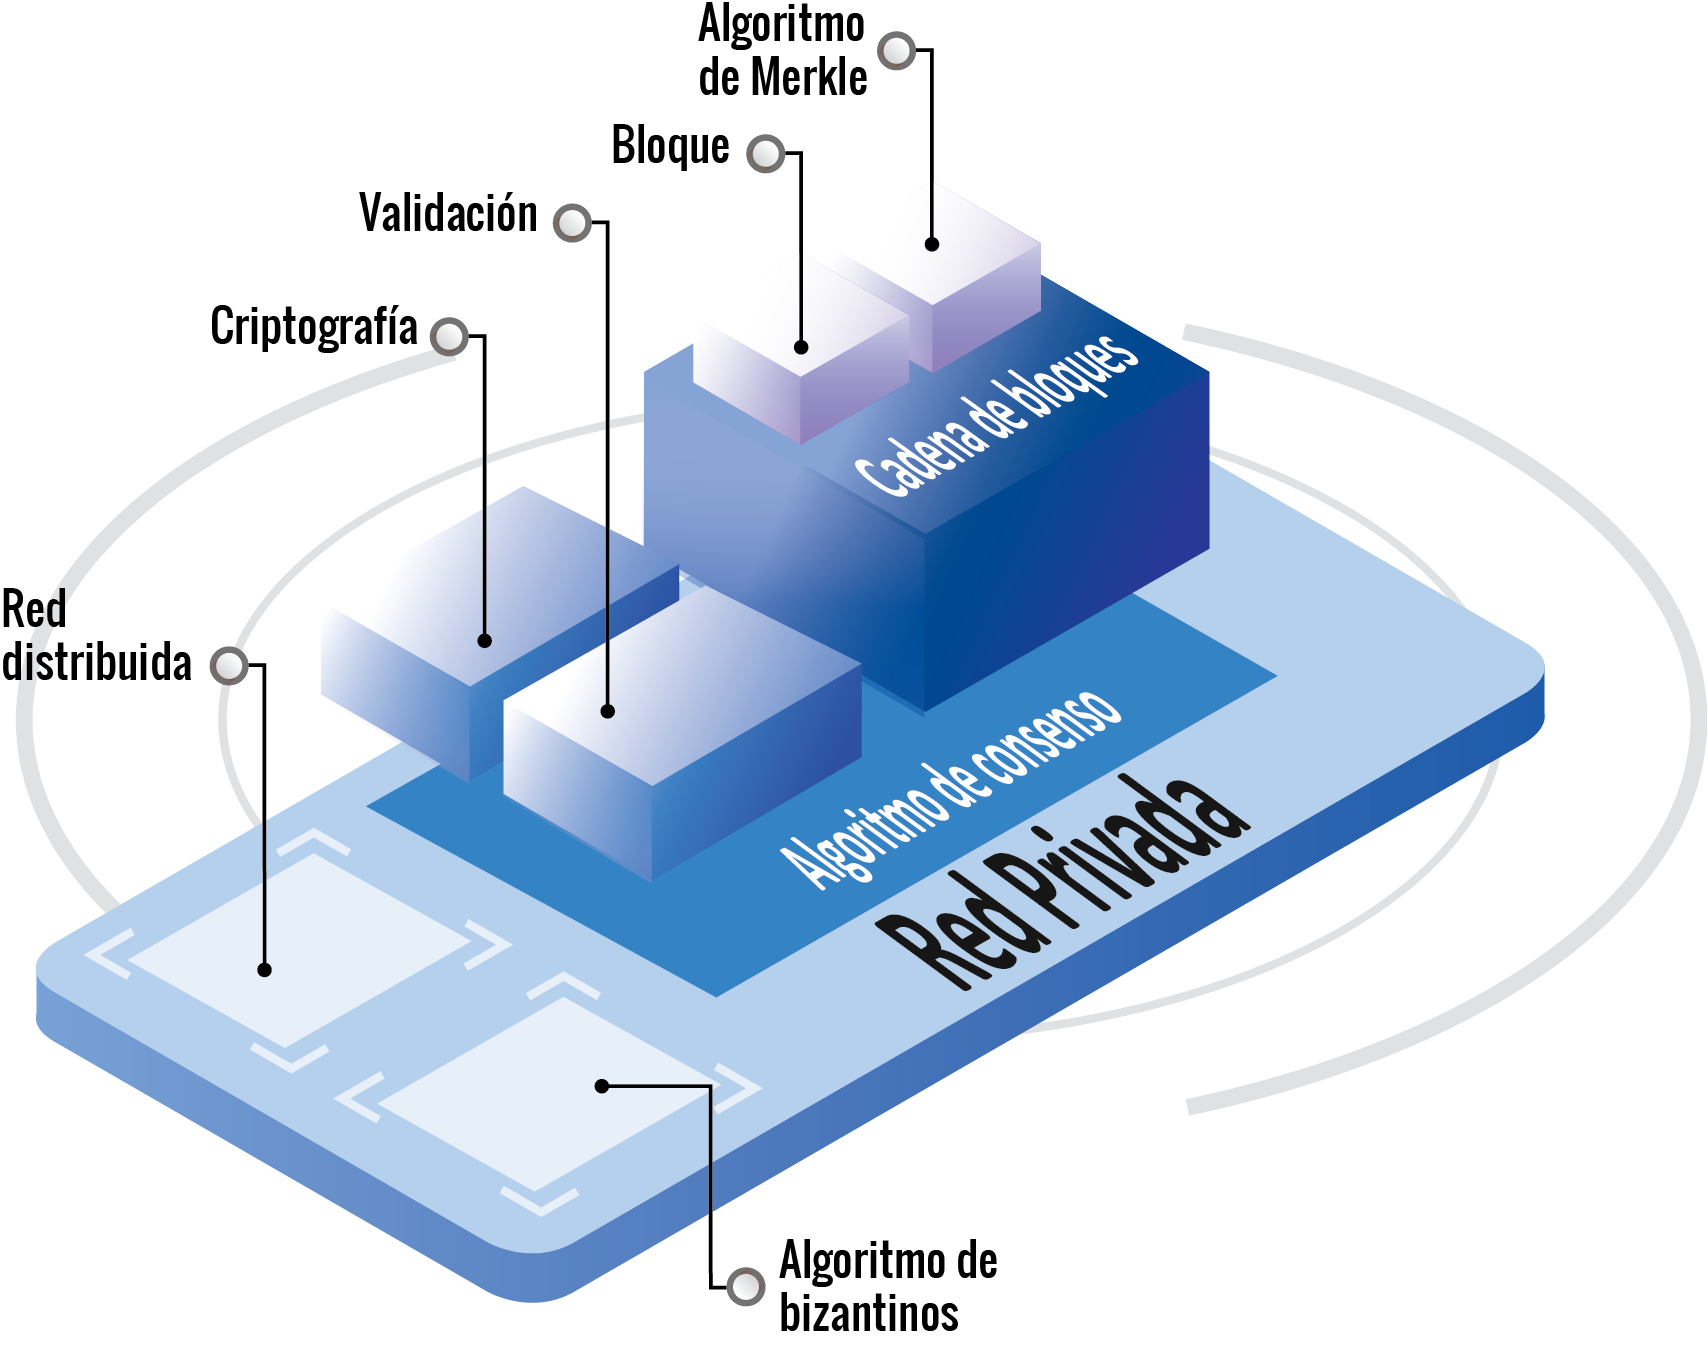 Algoritmo
de Merkle
Bloque
Validación
Criptografía
Cadena de bloques
Red
distribuida
Algoritmo de consenso
Red Privada
Algoritmo de
bizantinos